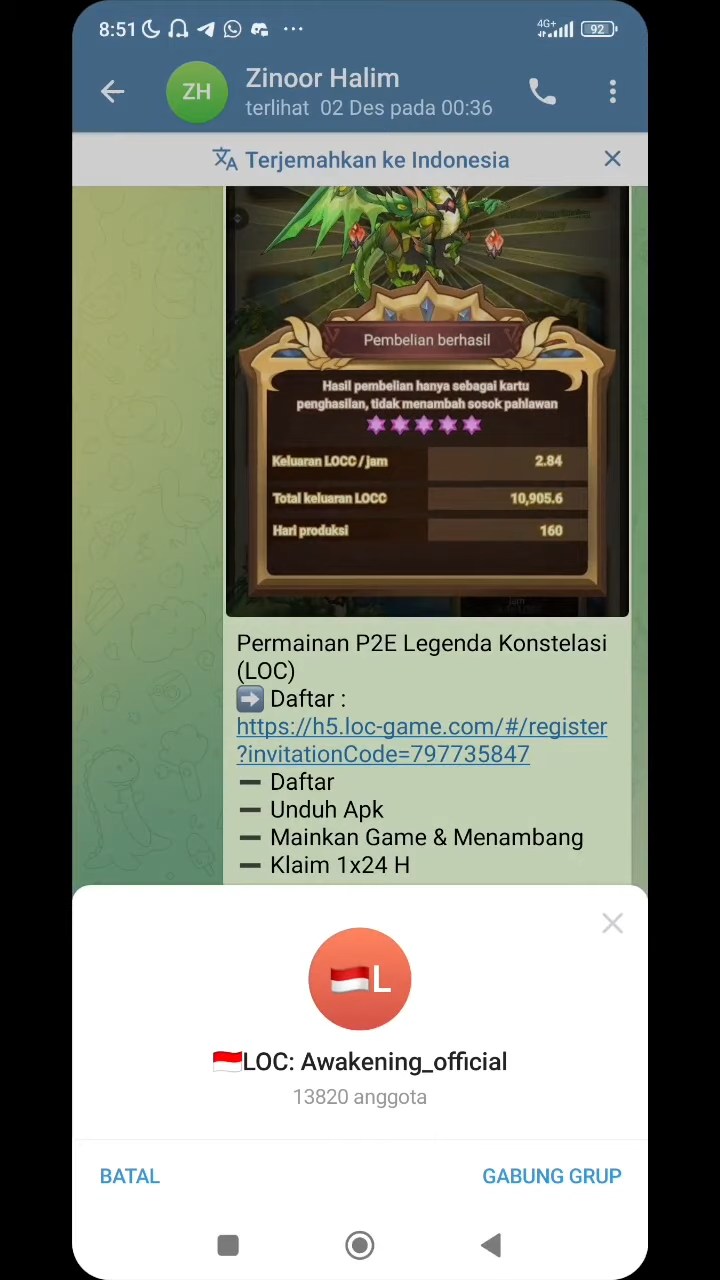 8:51
4G+
92
ZH
Zinoor Halim
terlihat 02 Des pada 00:36
Terjemahkan ke Indonesia
Pembelian berhasil
Hasil pembelian hanya sebagai kartu
penghasilan, tidak menambah sosok pahlawan
Keluaran LOCC / jam 2.84
Total keluaran LOCC 10,905.6
Hari produksi 160
Permainan P2E Legenda Konstelasi
(LOC)
➡️ Daftar :
https://h5.loc-game.com/#/register
?invitationCode=797735847
➖ Daftar
➖ Unduh Apk
➖ Mainkan Game & Menambang
➖ Klaim 1x24 H
🇮🇩L
🇮🇩LOC: Awakening_official
13820 anggota
BATAL
GABUNG GRUP